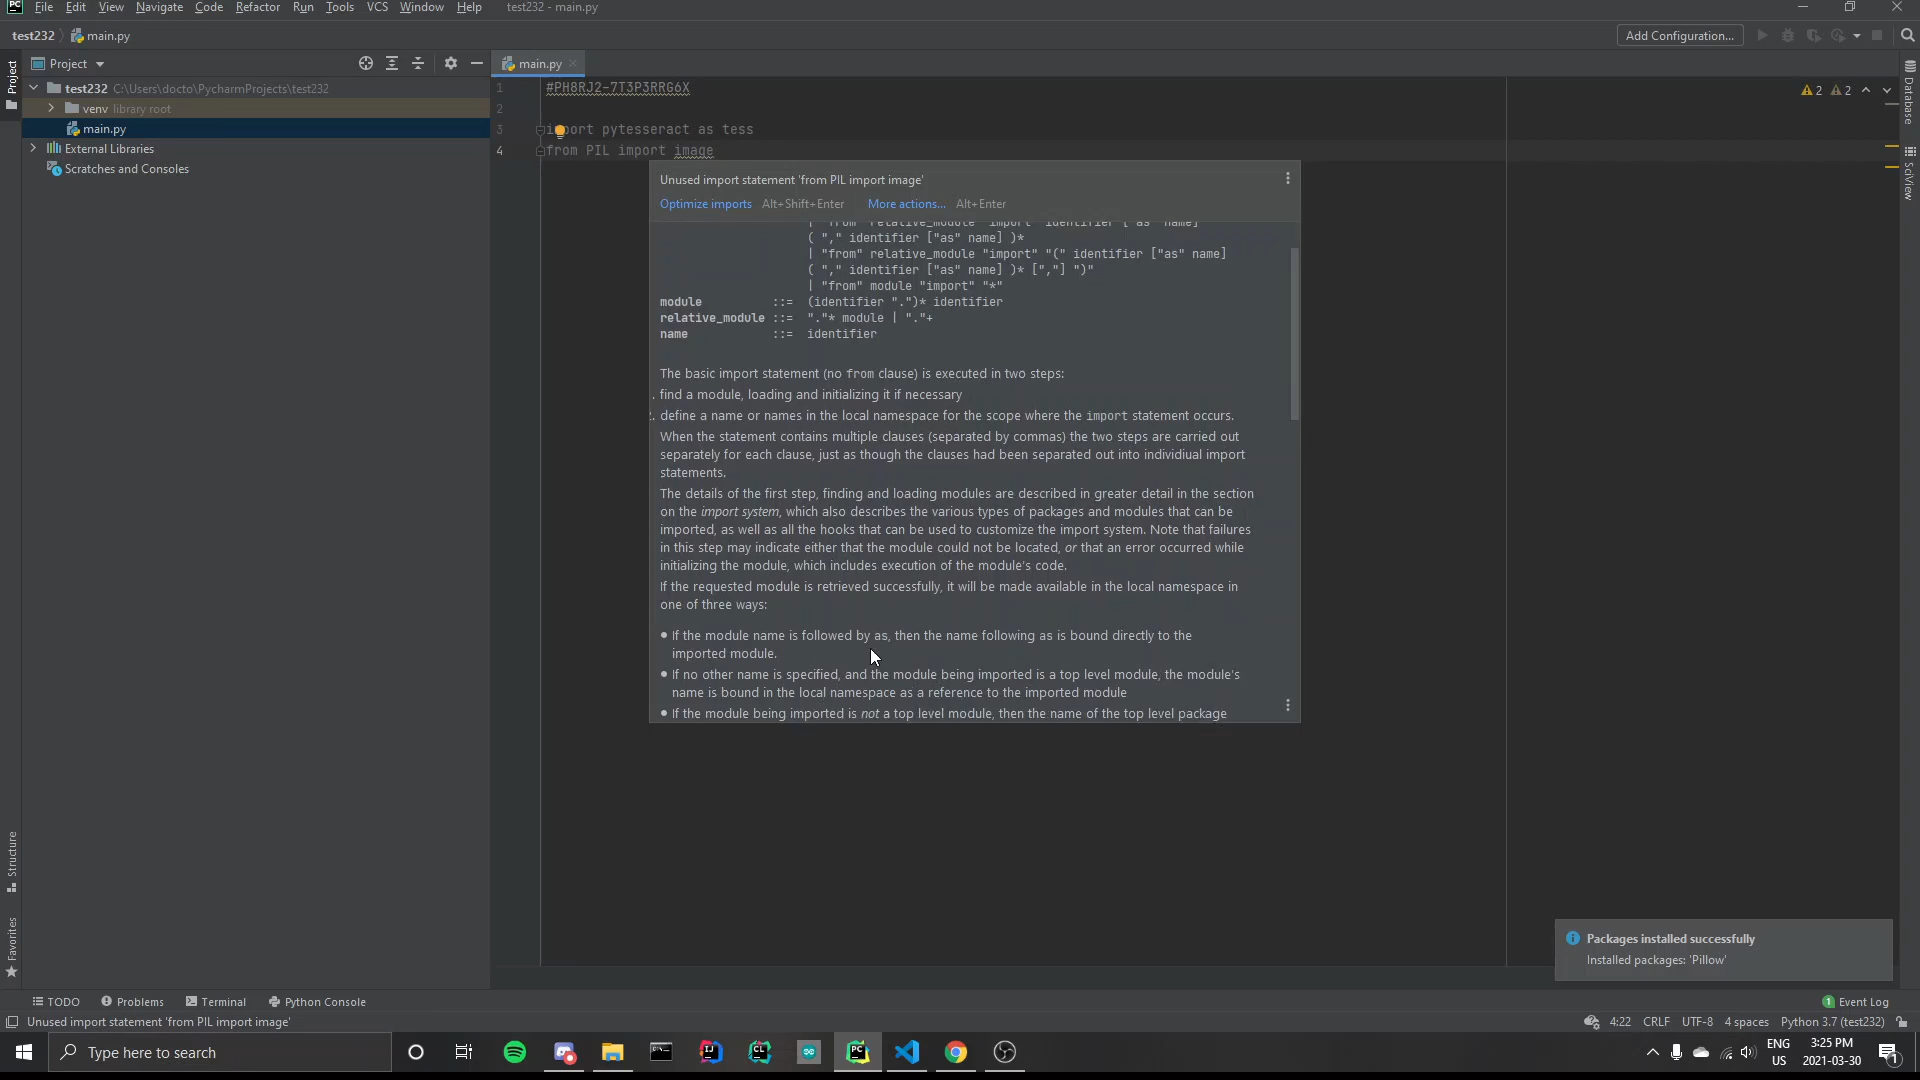 File Edit View Navigate Code Refactor Run Tools VCS Window Help test232 - main.py
test232 main.py
Add Configuration...
Project
main.py
test232 C:\Users\docto\PycharmProjects\test232
venv library root
main.py
External Libraries
Scratches and Consoles
Project
Structure
Favorites
Database
SciView
1 #PH8RJ2-7T3P3RRG6X
2
3 import pytesseract as tess
4 from PIL import image
2 2
Unused import statement 'from PIL import image'
Optimize imports Alt+Shift+Enter More actions... Alt+Enter
| "from" relative_module "import" identifier ["as" name]
( "," identifier ["as" name] )*
| "from" relative_module "import" "(" identifier ["as" name]
( "," identifier ["as" name] )* [","] ")"
| "from" module "import" "*"
module ::= (identifier ".")* identifier
relative_module ::= "."* module | "."+
name ::= identifier
The basic import statement (no from clause) is executed in two steps:
. find a module, loading and initializing it if necessary
. define a name or names in the local namespace for the scope where the import statement occurs.
When the statement contains multiple clauses (separated by commas) the two steps are carried out
separately for each clause, just as though the clauses had been separated out into individiual import
statements.
The details of the first step, finding and loading modules are described in greater detail in the section
on the import system, which also describes the various types of packages and modules that can be
imported, as well as all the hooks that can be used to customize the import system. Note that failures
in this step may indicate either that the module could not be located, or that an error occurred while
initializing the module, which includes execution of the module's code.
If the requested module is retrieved successfully, it will be made available in the local namespace in
one of three ways:
● If the module name is followed by as, then the name following as is bound directly to the
imported module.
● If no other name is specified, and the module being imported is a top level module, the module's
name is bound in the local namespace as a reference to the imported module
● If the module being imported is not a top level module, then the name of the top level package
Packages installed successfully
Installed packages: 'Pillow'
TODO Problems Terminal Python Console
1 Event Log
Unused import statement 'from PIL import image'
4:22 CRLF UTF-8 4 spaces Python 3.7 (test232)
Type here to search
ENG
US
3:25 PM
2021-03-30
1